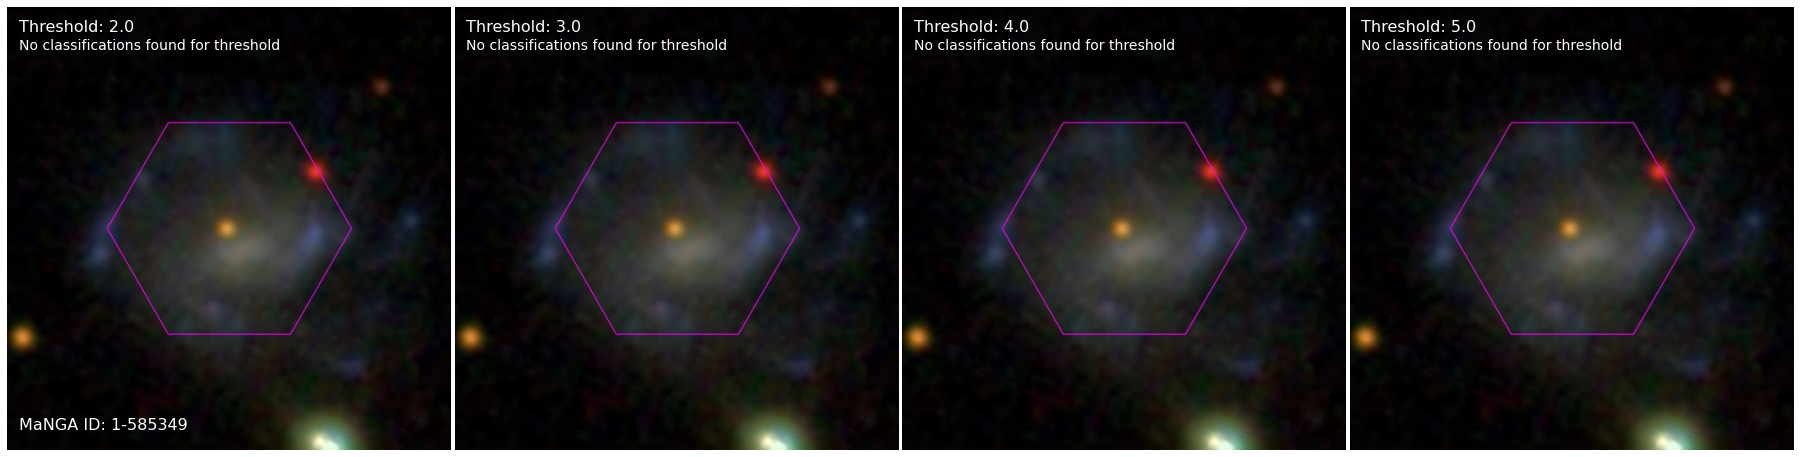 Threshold: 2.0
No classifications found for threshold
MaNGA ID: 1-585349
Threshold: 3.0
No classifications found for threshold
Threshold: 4.0
No classifications found for threshold
Threshold: 5.0
No classifications found for threshold